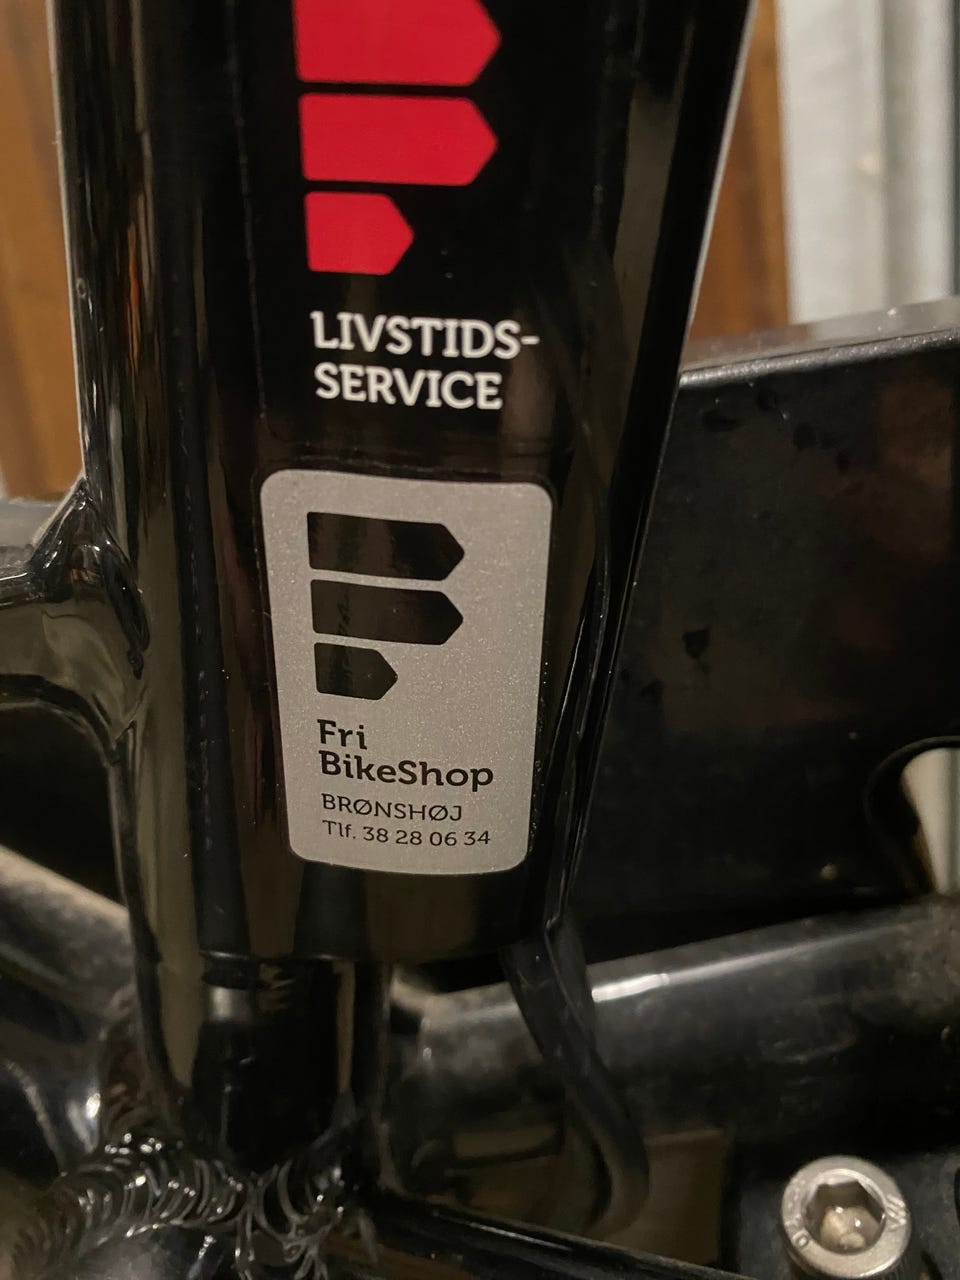 LIVSTIDS-
SERVICE
Fri
BikeShop
BRØNSHØJ
Tlf. 38 28 06 34